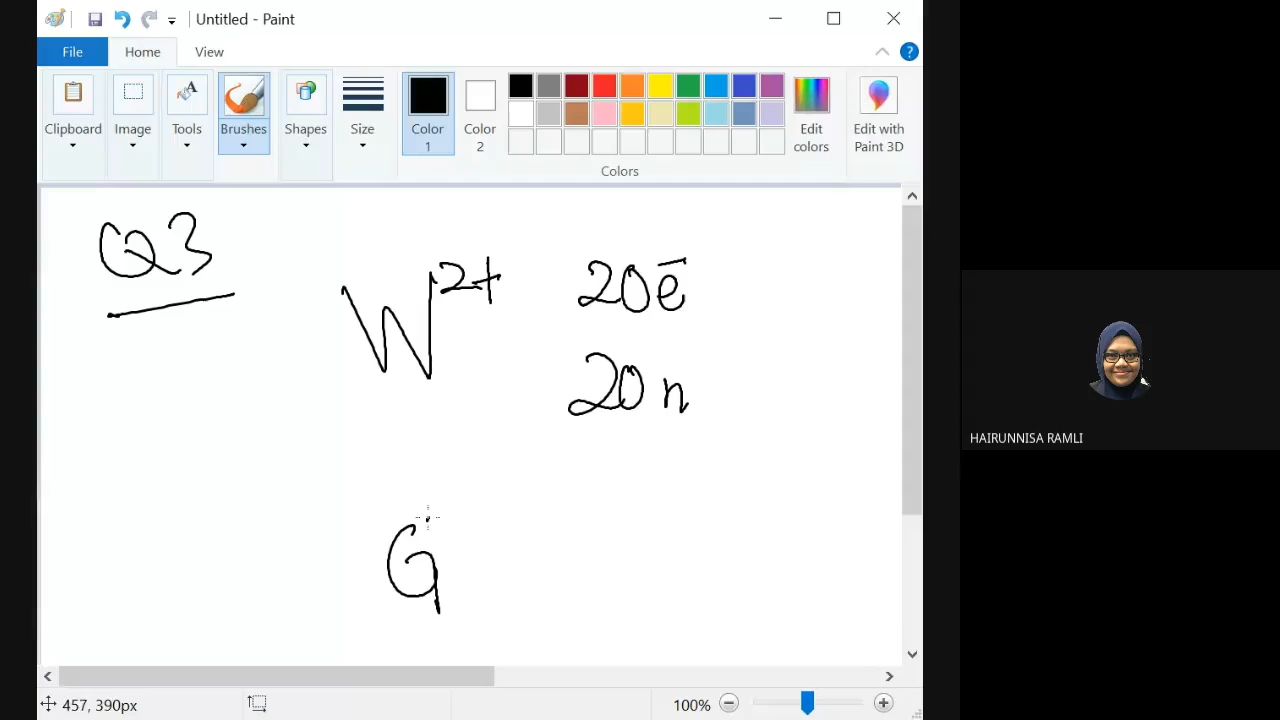 Untitled - Paint
File Home View
Clipboard Image Tools Brushes Shapes Size Color 1 Color 2 Edit colors Edit with Paint 3D
Colors
Q3
W²⁺ 20e̅
20 n
G
HAIRUNNISA RAMLI
457, 390px 100%